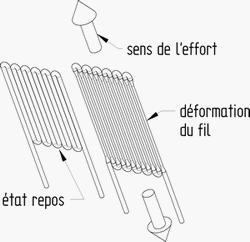 sens de l'effort
déformation
du fil
état repos